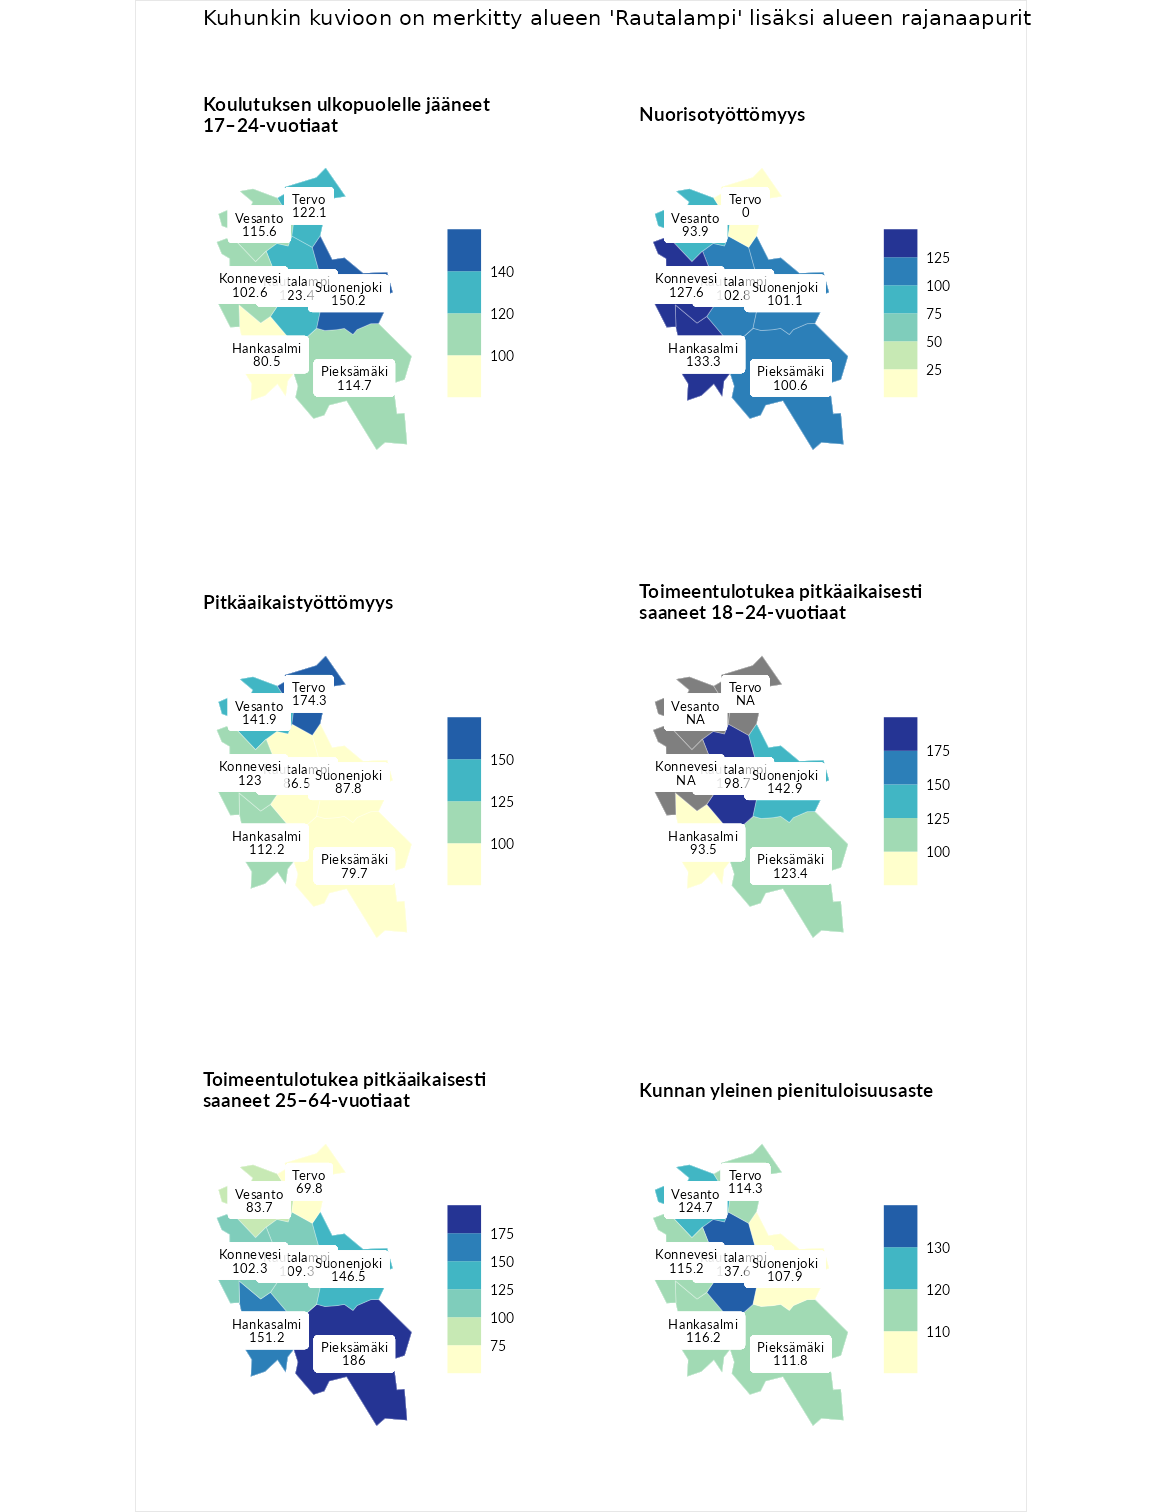 Kuhunkin kuvioon on merkitty alueen 'Rautalampi' lisäksi alueen rajanaapurit
Koulutuksen ulkopuolelle jääneet
17–24-vuotiaat
Tervo
122.1
Vesanto
115.6
Konnevesi
102.6
Suonenjoki
150.2
Hankasalmi
80.5
Pieksämäki
114.7
140
120
100
Nuorisotyöttömyys
Tervo
0
Vesanto
93.9
Konnevesi
127.6
Suonenjoki
101.1
Hankasalmi
133.3
Pieksämäki
100.6
125
100
75
50
25
Pitkäaikaistyöttömyys
Tervo
174.3
Vesanto
141.9
Konnevesi
123
Suonenjoki
87.8
Hankasalmi
112.2
Pieksämäki
79.7
150
125
100
Toimeentulotukea pitkäaikaisesti
saaneet 18–24-vuotiaat
Tervo
NA
Vesanto
NA
Konnevesi
NA
198.7
Suonenjoki
142.9
Hankasalmi
93.5
Pieksämäki
123.4
175
150
125
100
Toimeentulotukea pitkäaikaisesti
saaneet 25–64-vuotiaat
Tervo
69.8
Vesanto
83.7
Konnevesi
102.3
Suonenjoki
146.5
Hankasalmi
151.2
Pieksämäki
186
175
150
125
100
75
Kunnan yleinen pienituloisuusaste
Tervo
114.3
Vesanto
124.7
Konnevesi
115.2
137.6
Suonenjoki
107.9
Hankasalmi
116.2
Pieksämäki
111.8
130
120
110